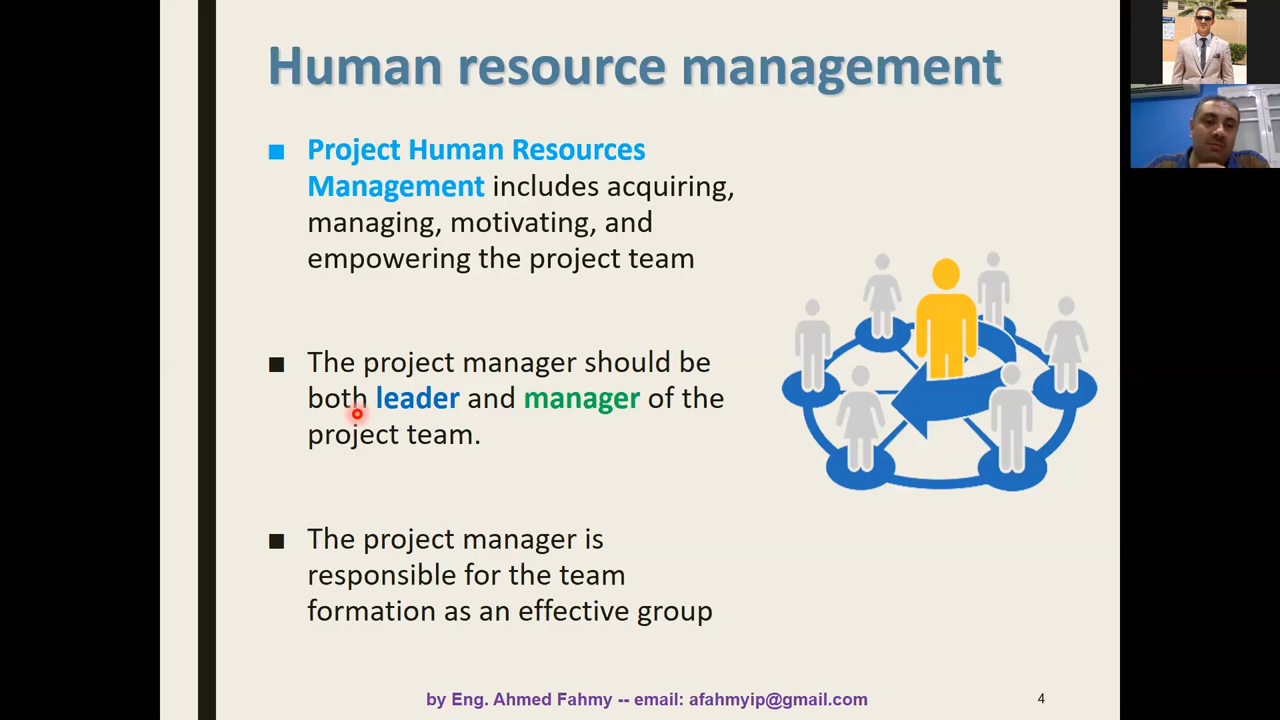 Human resource management
Project Human Resources
Management includes acquiring,
managing, motivating, and
empowering the project team
The project manager should be
both leader and manager of the
project team.
The project manager is
responsible for the team
formation as an effective group
by Eng. Ahmed Fahmy -- email: afahmyip@gmail.com
4